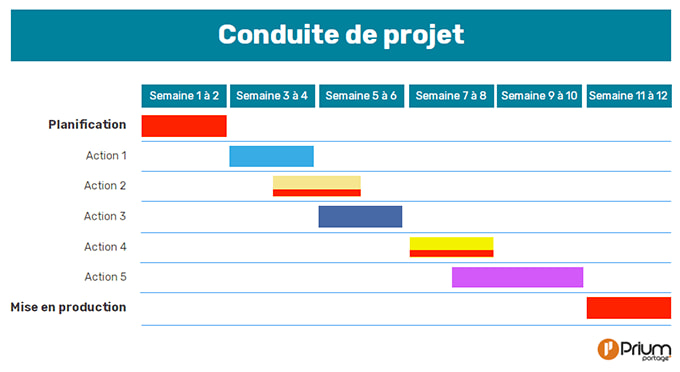 Conduite de projet
Semaine 1 à 2 Semaine 3 à 4 Semaine 5 à 6 Semaine 7 à 8 Semaine 9 à 10 Semaine 11 à 12
Planification
Action 1
Action 2
Action 3
Action 4
Action 5
Mise en production
Prium
portage